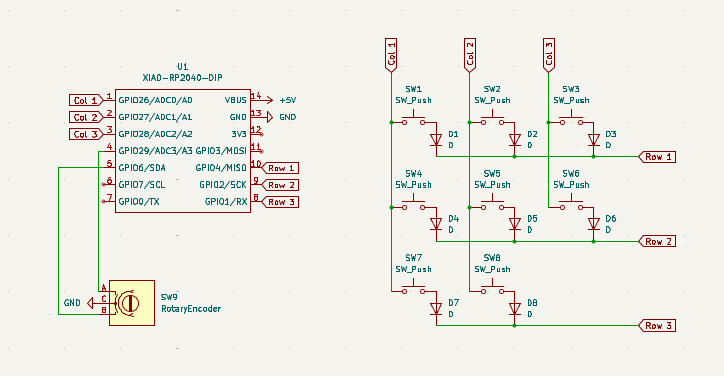 U1
XIAO-RP2040-DIP
Col 1
1
GPIO26/ADC0/A0
VBUS
14
+5V
Col 2
2
GPIO27/ADC1/A1
GND
13
GND
Col 3
3
GPIO28/ADC2/A2
3V3
12
4
GPIO29/ADC3/A3
GPIO3/MOSI
11
5
GPIO6/SDA
GPIO4/MISO
10
Row 1
6
GPIO7/SCL
GPIO2/SCK
9
Row 2
7
GPIO0/TX
GPIO1/RX
8
Row 3
A
C
B
GND
SW9
RotaryEncoder
Col 1
Col 2
Col 3
SW1
SW_Push
SW2
SW_Push
SW3
SW_Push
D1
D
D2
D
D3
D
Row 1
SW4
SW_Push
SW5
SW_Push
SW6
SW_Push
D4
D
D5
D
D6
D
Row 2
SW7
SW_Push
SW8
SW_Push
D7
D
D8
D
Row 3